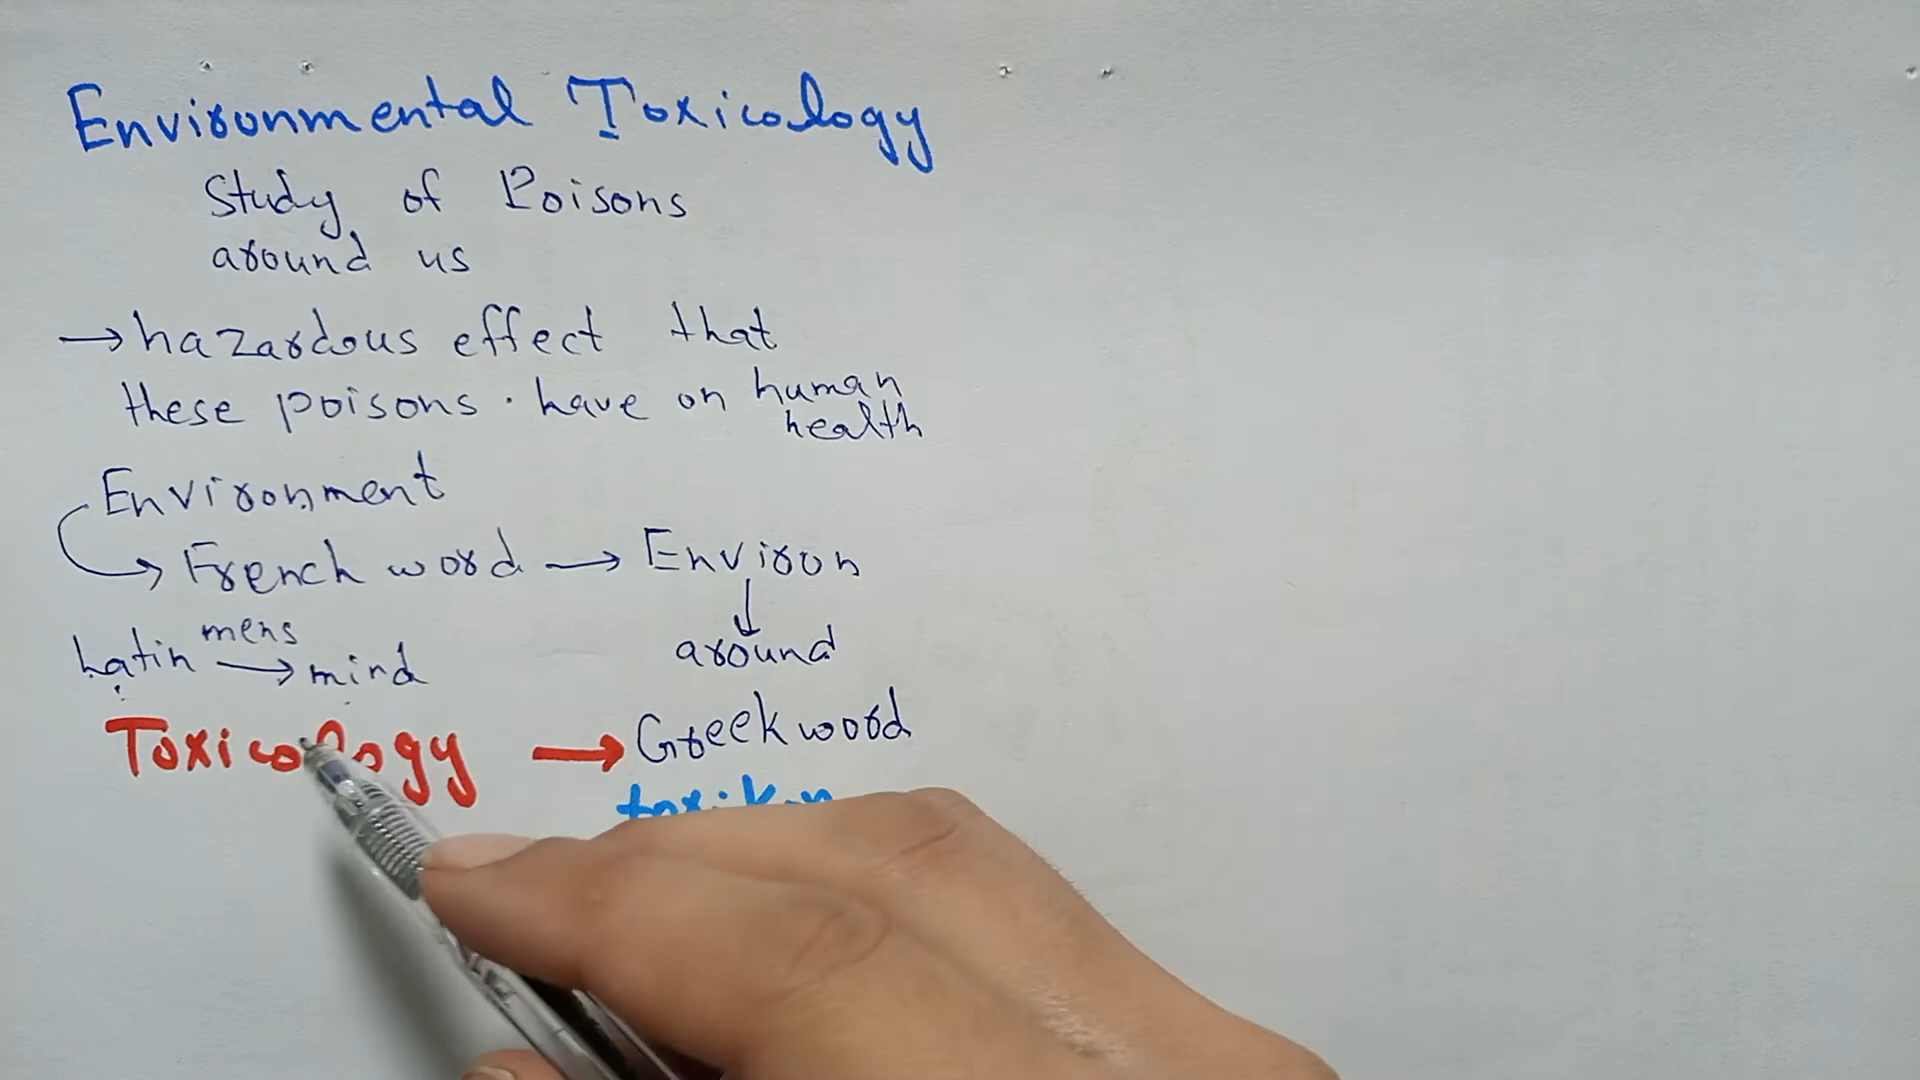 Environmental Toxicology
Study of Poisons
around us
→ hazardous effect that
these poisons have on human
health
Environment
French word → Environ
around
Latin mens → mind
Toxicology → Greek word